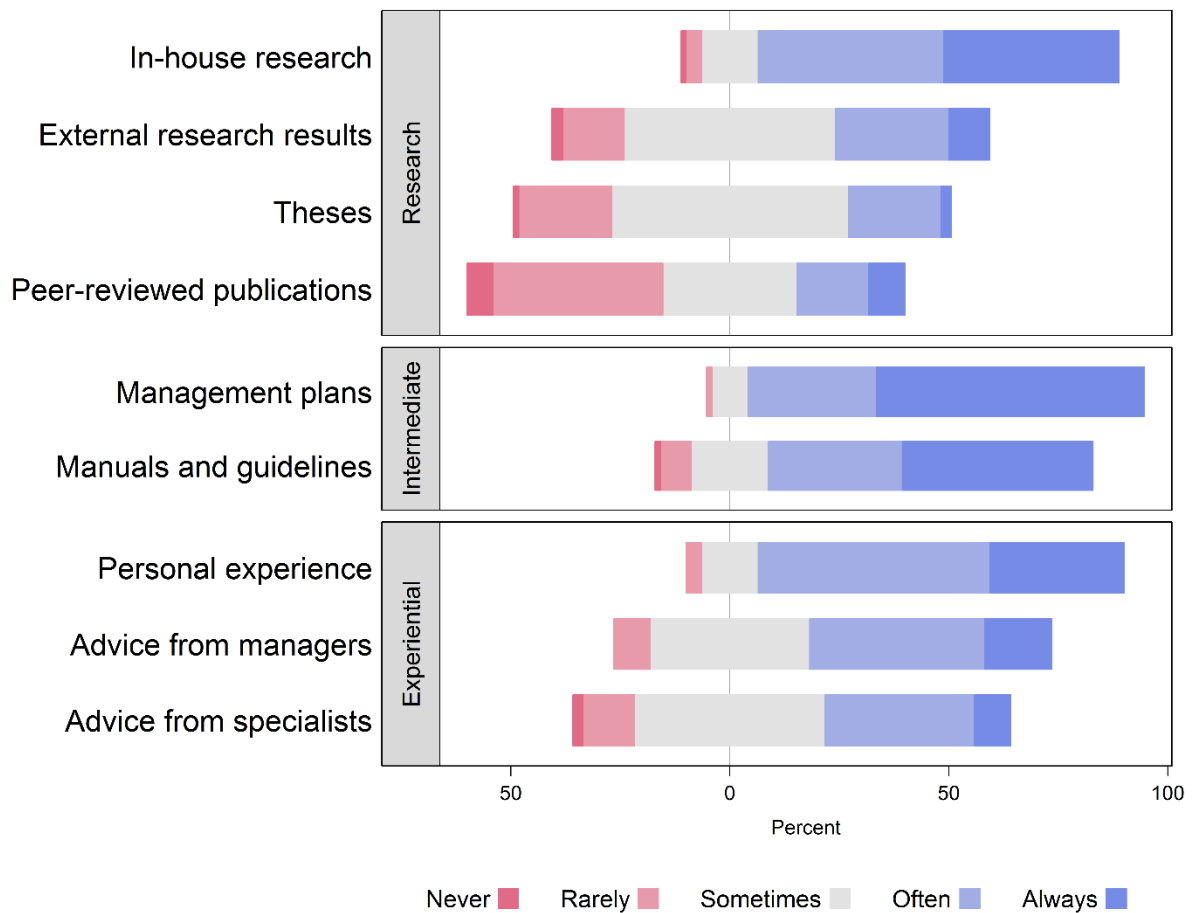 In-house research
External research results
Theses
Peer-reviewed publications
Research
Management plans
Manuals and guidelines
Intermediate
Personal experience
Advice from managers
Advice from specialists
Experiential
50 0 50 100
Percent
Never Rarely Sometimes Often Always